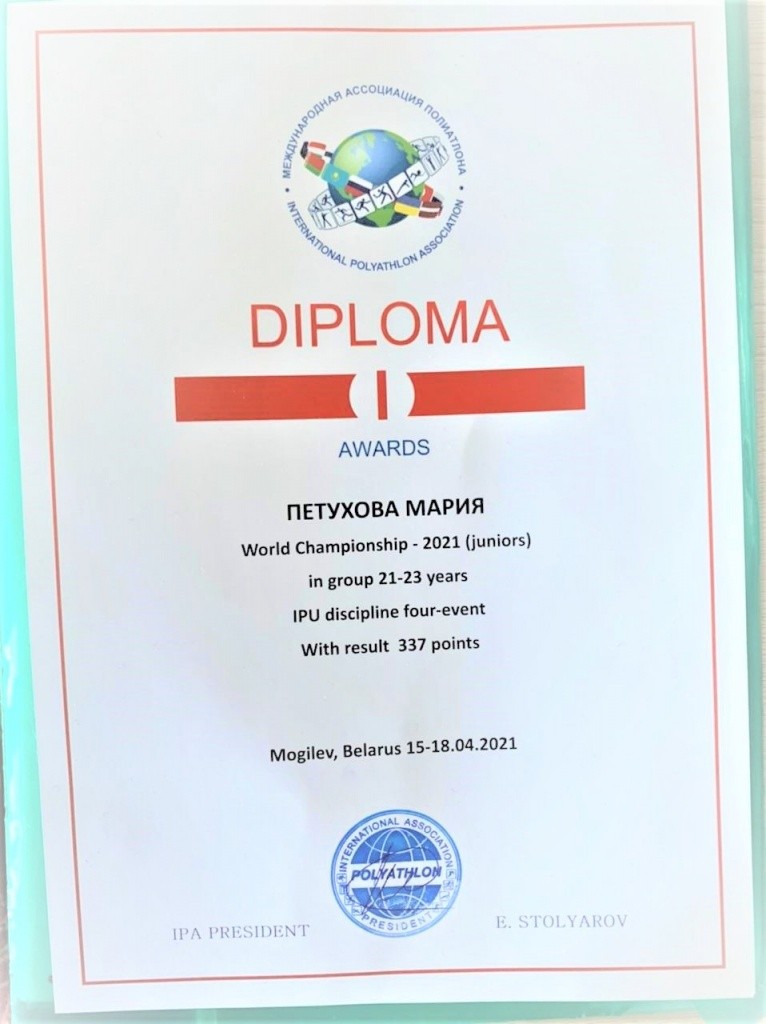 МЕЖДУНАРОДНАЯ АССОЦИАЦИЯ ПОЛИАТЛОНА
INTERNATIONAL POLYATHLON ASSOCIATION
DIPLOMA
I
AWARDS
ПЕТУХОВА МАРИЯ
World Championship - 2021 (juniors)
in group 21-23 years
IPU discipline four-event
With result 337 points
Mogilev, Belarus 15-18.04.2021
INTERNATIONAL ASSOCIATION
POLYATHLON
PRESIDENT
IPA PRESIDENT
E. STOLYAROV